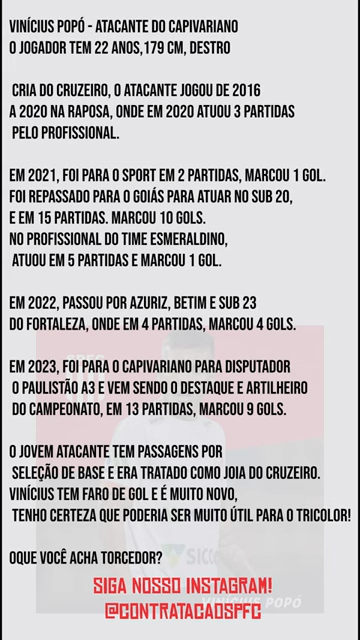 VINÍCIUS POPÓ - ATACANTE DO CAPIVARIANO
O JOGADOR TEM 22 ANOS,179 CM, DESTRO
CRIA DO CRUZEIRO, O ATACANTE JOGOU DE 2016
A 2020 NA RAPOSA, ONDE EM 2020 ATUOU 3 PARTIDAS
PELO PROFISSIONAL.
EM 2021, FOI PARA O SPORT EM 2 PARTIDAS, MARCOU 1 GOL.
FOI REPASSADO PARA O GOIÁS PARA ATUAR NO SUB 20,
E EM 15 PARTIDAS. MARCOU 10 GOLS.
NO PROFISSIONAL DO TIME ESMERALDINO,
ATUOU EM 5 PARTIDAS E MARCOU 1 GOL.
EM 2022, PASSOU POR AZURIZ, BETIM E SUB 23
DO FORTALEZA, ONDE EM 4 PARTIDAS, MARCOU 4 GOLS.
EM 2023, FOI PARA O CAPIVARIANO PARA DISPUTADOR
O PAULISTÃO A3 E VEM SENDO O DESTAQUE E ARTILHEIRO
DO CAMPEONATO, EM 13 PARTIDAS, MARCOU 9 GOLS.
O JOVEM ATACANTE TEM PASSAGENS POR
SELEÇÃO DE BASE E ERA TRATADO COMO JOIA DO CRUZEIRO.
VINÍCIUS TEM FARO DE GOL E É MUITO NOVO,
TENHO CERTEZA QUE PODERIA SER MUITO ÚTIL PARA O TRICOLOR!
OQUE VOCÊ ACHA TORCEDOR?
SICO
SIGA NOSSO INSTAGRAM!
VINÍCIUS POPÓ
@CONTRATACAOSPFC